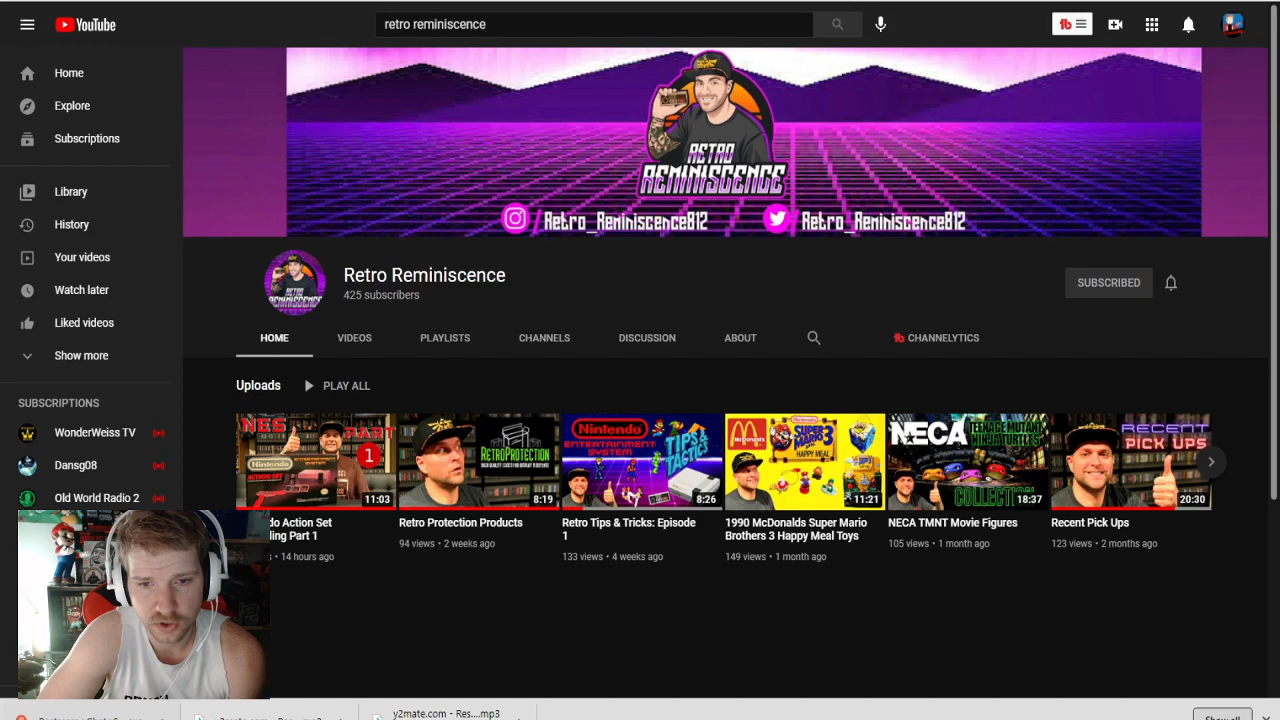 YouTube
retro reminiscence
Home
Explore
Subscriptions
Library
History
Your videos
Watch later
Liked videos
Show more
SUBSCRIPTIONS
WonderWeiss TV
Dansg08
Old World Radio 2
RETRO
REMINISCENCE
/Retro_Reminiscence812
/Retro_Reminiscence812
Retro Reminiscence
425 subscribers
SUBSCRIBED
HOME
VIDEOS
PLAYLISTS
CHANNELS
DISCUSSION
ABOUT
CHANNELYTICS
Uploads
PLAY ALL
NES
PART
1
Nintendo
11:03
do Action Set
ling Part 1
14 hours ago
RETROPROTECTION
8:19
Retro Protection Products
94 views • 2 weeks ago
Nintendo
ENTERTAINMENT
SYSTEM
TIPS &
TACTICS
8:26
Retro Tips & Tricks: Episode
1
133 views • 4 weeks ago
McDonald's
SUPER
MARIO
HAPPY MEAL
11:21
1990 McDonalds Super Mario
Brothers 3 Happy Meal Toys
149 views • 1 month ago
NECA
TEENAGE MUTANT
NINJA TURTLES
COLLECTION
18:37
NECA TMNT Movie Figures
105 views • 1 month ago
RECENT
PICK UPS
20:30
Recent Pick Ups
123 views • 2 months ago
y2mate.com - Res....mp3
Show all